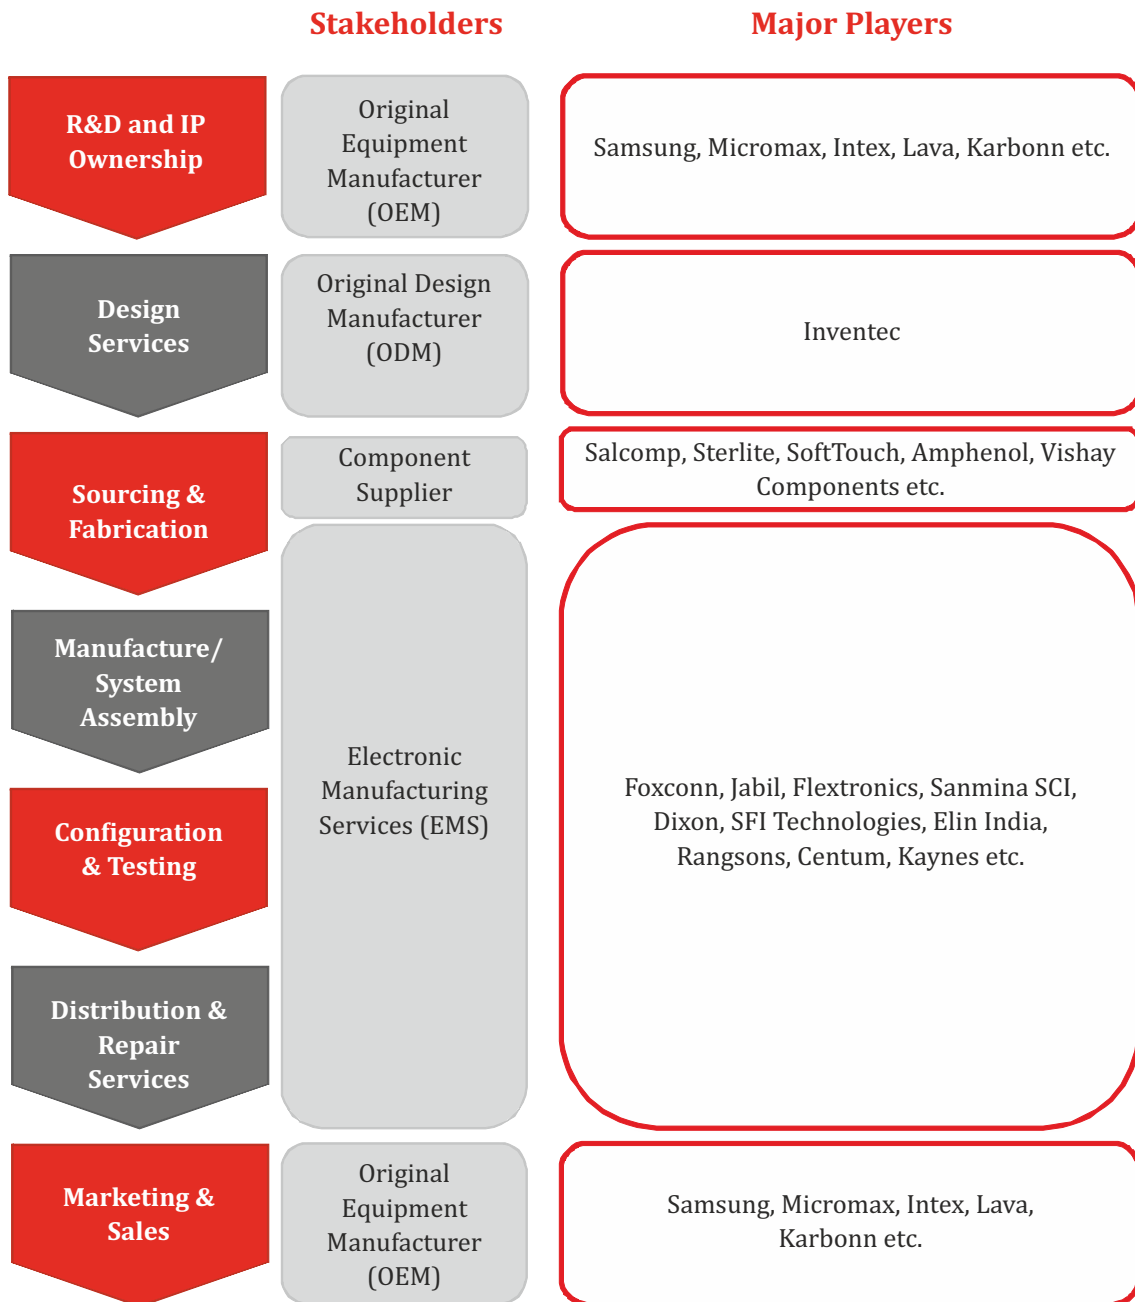 Stakeholders
Major Players
R&D and IP
Ownership
Original
Equipment
Manufacturer
(OEM)
Samsung, Micromax, Intex, Lava, Karbonn etc.
Design
Services
Original Design
Manufacturer
(ODM)
Inventec
Sourcing &
Fabrication
Component
Supplier
Salcomp, Sterlite, SoftTouch, Amphenol, Vishay
Components etc.
Manufacture/
System
Assembly
Configuration
& Testing
Distribution &
Repair
Services
Electronic
Manufacturing
Services (EMS)
Foxconn, Jabil, Flextronics, Sanmina SCI,
Dixon, SFI Technologies, Elin India,
Rangsons, Centum, Kaynes etc.
Marketing &
Sales
Original
Equipment
Manufacturer
(OEM)
Samsung, Micromax, Intex, Lava,
Karbonn etc.